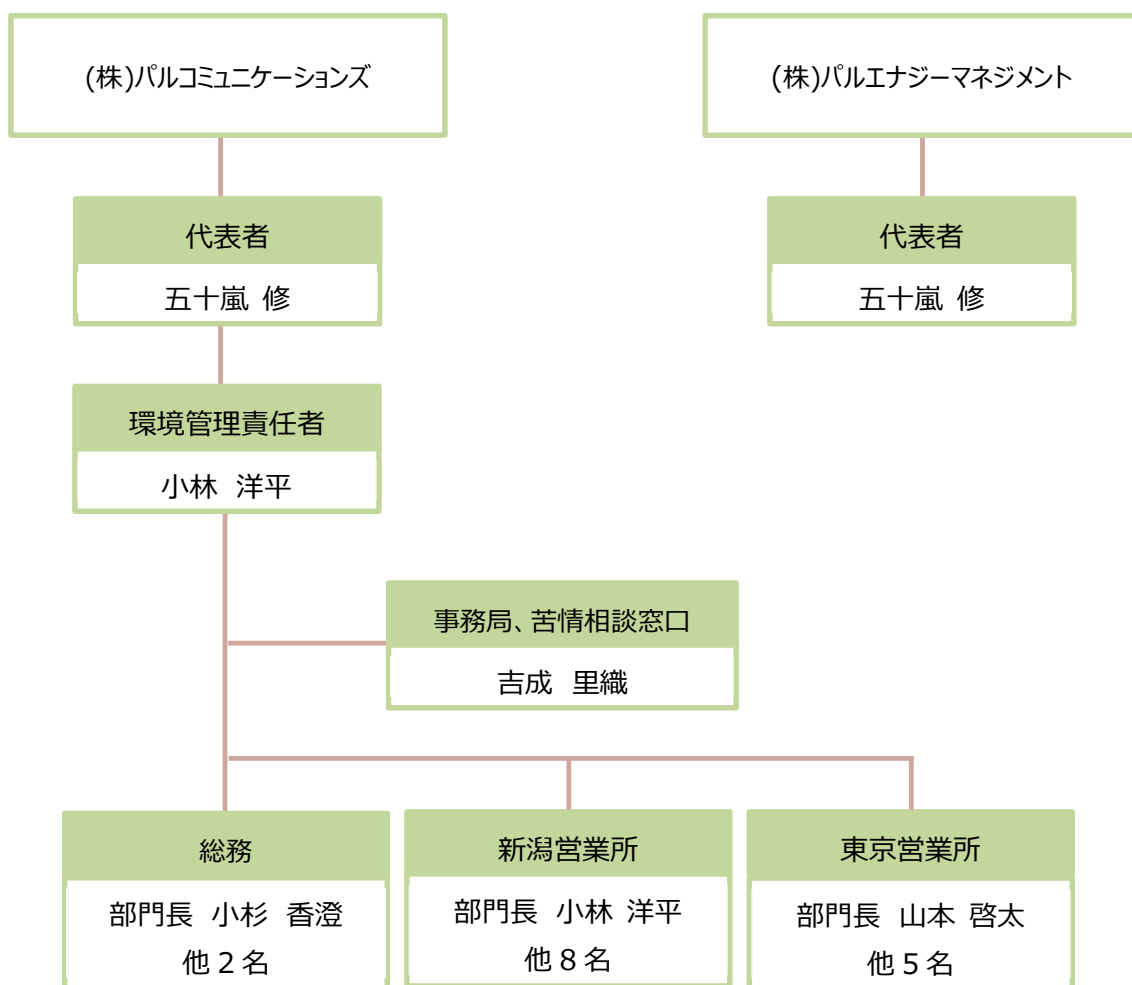 (株)パルコミュニケーションズ
(株)パルエナジーマネジメント
代表者
五十嵐 修
代表者
五十嵐 修
環境管理責任者
小林 洋平
事務局、苦情相談窓口
吉成 里織
総務
部門長 小杉 香澄
他２名
新潟営業所
部門長 小林 洋平
他８名
東京営業所
部門長 山本 啓太
他５名